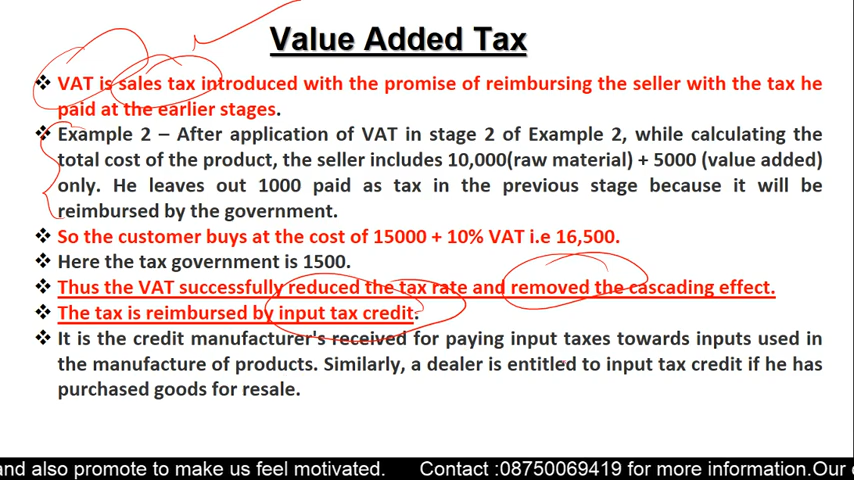 Value Added Tax
❖ VAT is sales tax introduced with the promise of reimbursing the seller with the tax he
paid at the earlier stages.
❖ Example 2 – After application of VAT in stage 2 of Example 2, while calculating the
total cost of the product, the seller includes 10,000(raw material) + 5000 (value added)
only. He leaves out 1000 paid as tax in the previous stage because it will be
reimbursed by the government.
❖ So the customer buys at the cost of 15000 + 10% VAT i.e 16,500.
❖ Here the tax government is 1500.
❖ Thus the VAT successfully reduced the tax rate and removed the cascading effect.
❖ The tax is reimbursed by input tax credit.
❖ It is the credit manufacturer's received for paying input taxes towards inputs used in
the manufacture of products. Similarly, a dealer is entitled to input tax credit if he has
purchased goods for resale.
and also promote to make us feel motivated. Contact :08750069419 for more information.Our